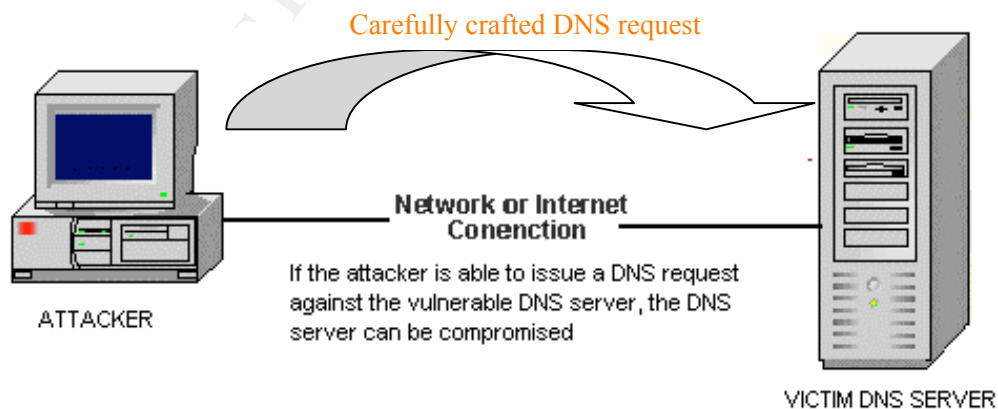 Carefully crafted DNS request
Network or Internet
Conenction
If the attacker is able to issue a DNS request
against the vulnerable DNS server, the DNS
server can be compromised
ATTACKER
VICTIM DNS SERVER